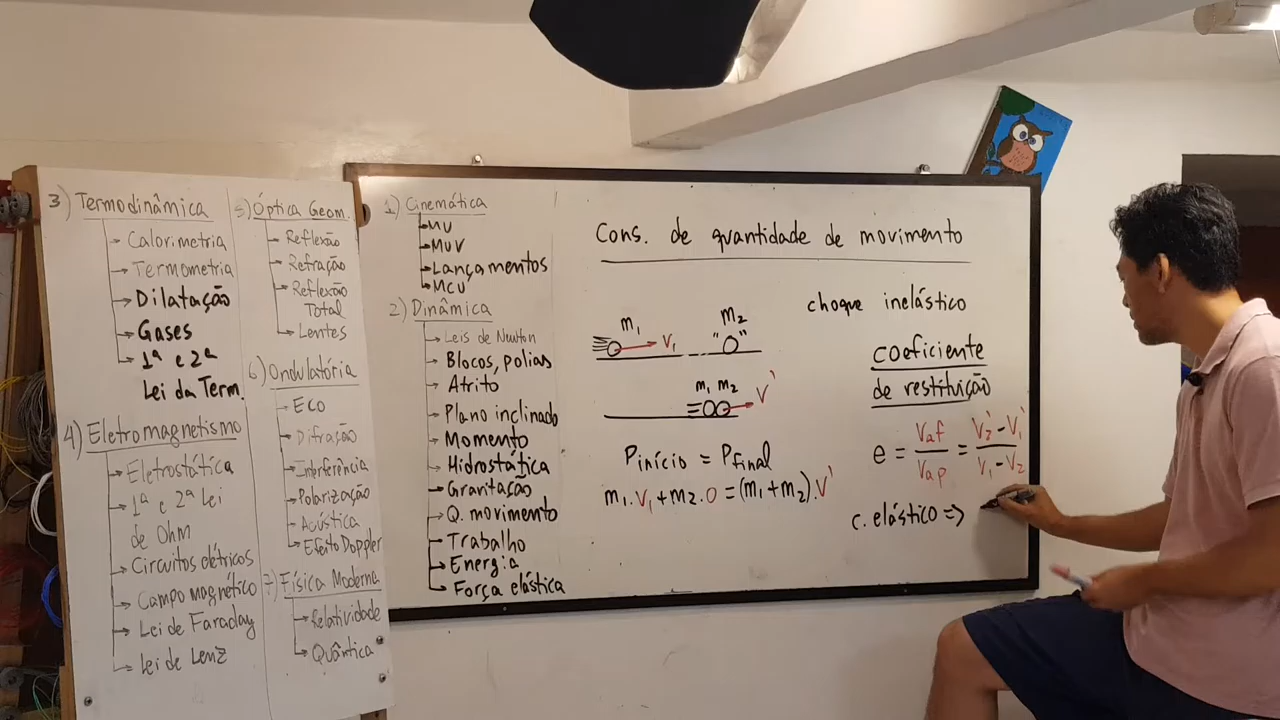 3) Termodinâmica
Calorimetria
Termometria
Dilatação
Gases
1ª e 2ª
Lei da Term.
4) Eletromagnetismo
Eletrostática
1ª e 2ª Lei
de Ohm
Circuitos elétricos
Campo magnético
Lei de Faraday
Lei de Lenz
5) Óptica Geom.
Reflexão
Refração
Reflexão
Total
Lentes
6) Ondulatória
Eco
Difração
Interferência
Polarização
Acústica
Efeito Doppler
7) Física Moderna
Relatividade
Quântica
1) Cinemática
MU
MUV
Lançamentos
MCU
2) Dinâmica
Leis de Newton
Blocos, polias
Atrito
Plano inclinado
Momento
Hidrostática
Gravitação
Q. movimento
Trabalho
Energia
Força elástica
Cons. de quantidade de movimento
m₁ V₁ m₂
" "
m₁ m₂ V'
Pinício = Pfinal
m₁.V₁ + m₂.0 = (m₁+m₂).V'
choque inelástico
coeficiente
de restituição
e = Vaf/Vap = V₂'-V₁'/V₁-V₂
c. elástico =>